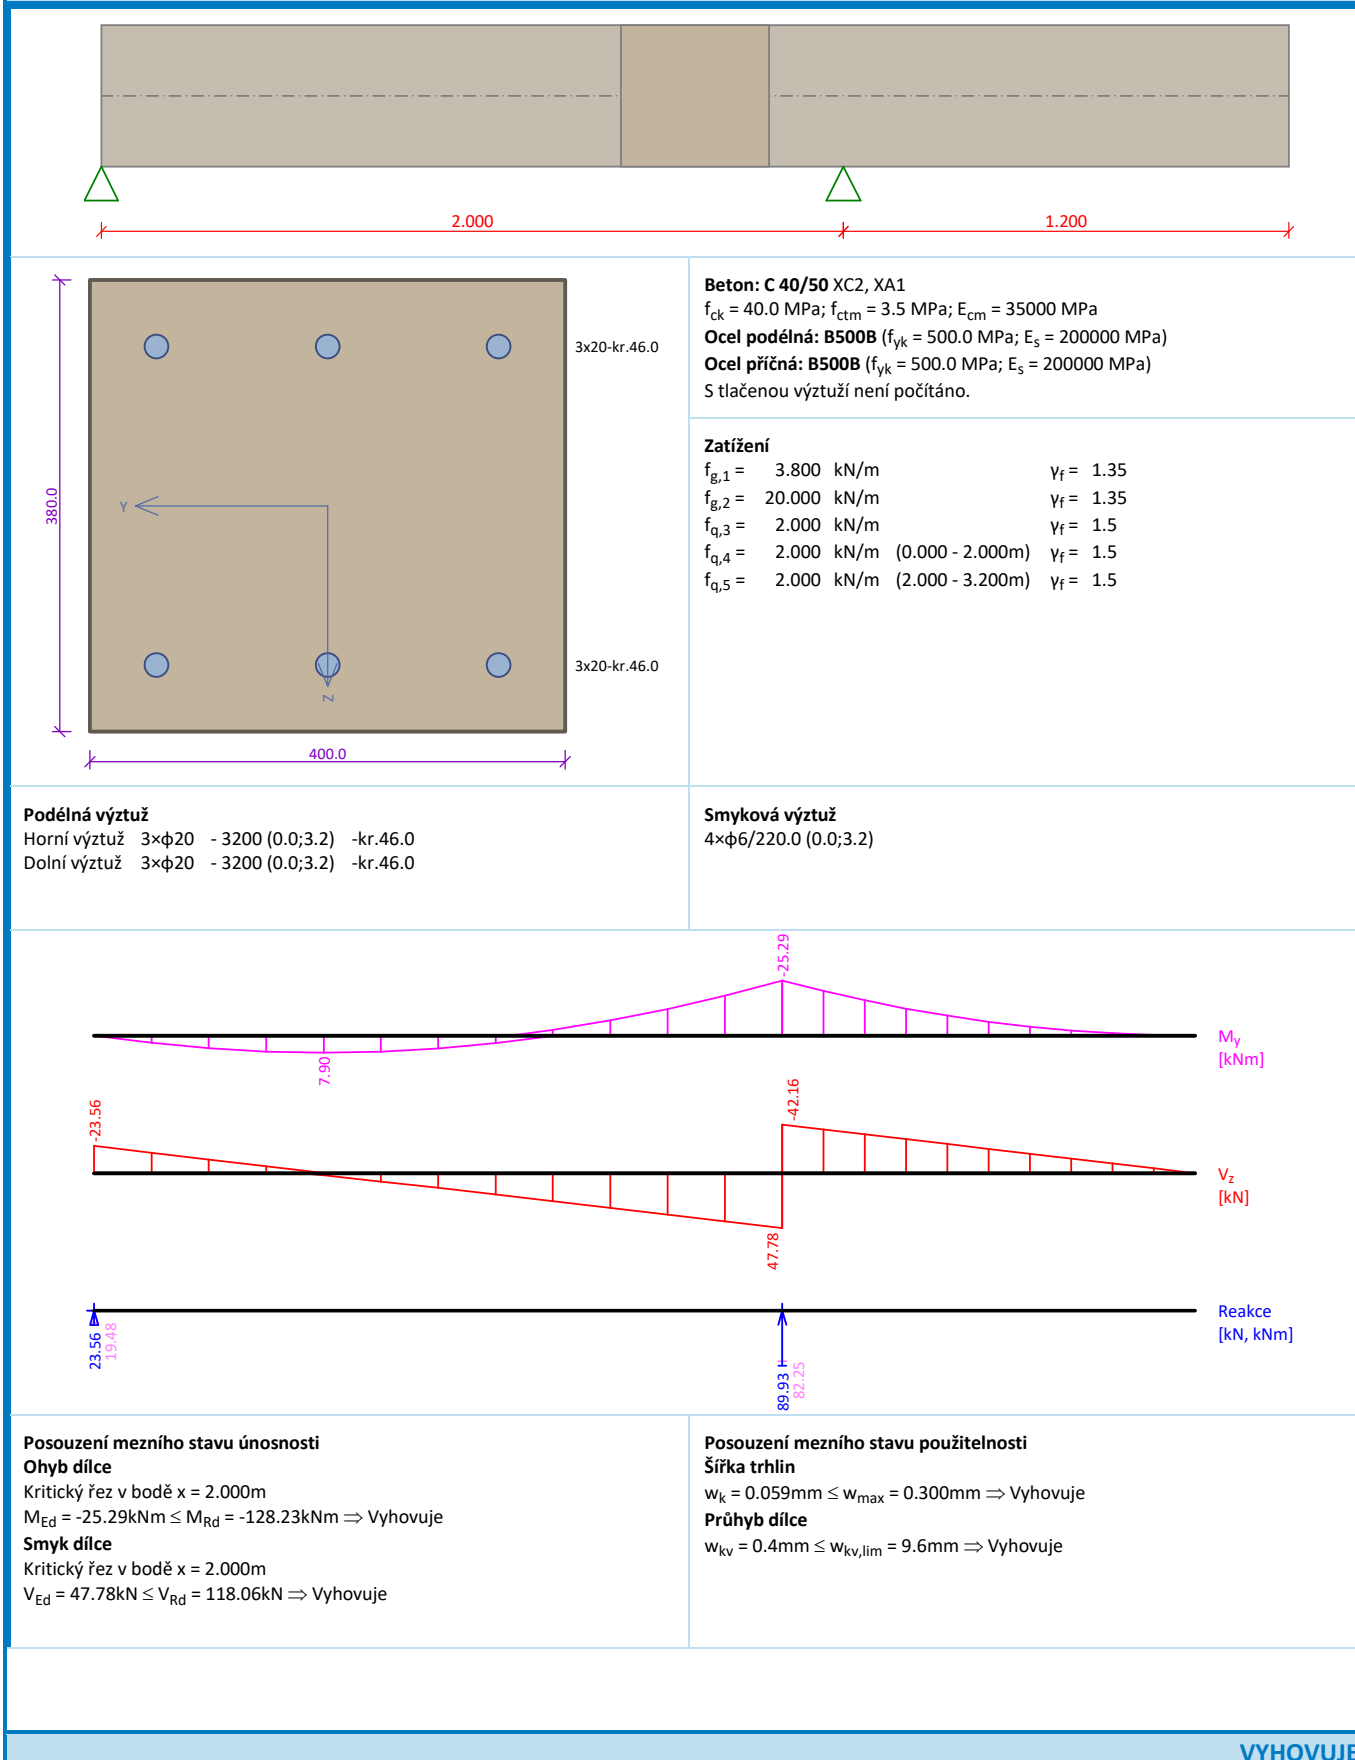 2.000
1.200
380.0
400.0
Y
Z
3x20-kr.46.0
3x20-kr.46.0
Beton: C 40/50 XC2, XA1
fck = 40.0 MPa; fctm = 3.5 MPa; Ecm = 35000 MPa
Ocel podélná: B500B (fyk = 500.0 MPa; Es = 200000 MPa)
Ocel příčná: B500B (fyk = 500.0 MPa; Es = 200000 MPa)
S tlačenou výztuží není počítáno.
Zatížení
fg,1 = 3.800 kN/m γf = 1.35
fg,2 = 20.000 kN/m γf = 1.35
fq,3 = 2.000 kN/m γf = 1.5
fq,4 = 2.000 kN/m (0.000 - 2.000m) γf = 1.5
fq,5 = 2.000 kN/m (2.000 - 3.200m) γf = 1.5
Podélná výztuž
Horní výztuž 3×ϕ20 - 3200 (0.0;3.2) -kr.46.0
Dolní výztuž 3×ϕ20 - 3200 (0.0;3.2) -kr.46.0
Smyková výztuž
4×ϕ6/220.0 (0.0;3.2)
-25.29
7.90
My
[kNm]
-23.56
-42.16
47.78
Vz
[kN]
23.56
19.48
89.93
82.25
Reakce
[kN, kNm]
Posouzení mezního stavu únosnosti
Ohyb dílce
Kritický řez v bodě x = 2.000m
MEd = -25.29kNm ≤ MRd = -128.23kNm ⇒ Vyhovuje
Smyk dílce
Kritický řez v bodě x = 2.000m
VEd = 47.78kN ≤ VRd = 118.06kN ⇒ Vyhovuje
Posouzení mezního stavu použitelnosti
Šířka trhlin
wk = 0.059mm ≤ wmax = 0.300mm ⇒ Vyhovuje
Průhyb dílce
wkv = 0.4mm ≤ wkv,lim = 9.6mm ⇒ Vyhovuje
VYHOVUJE